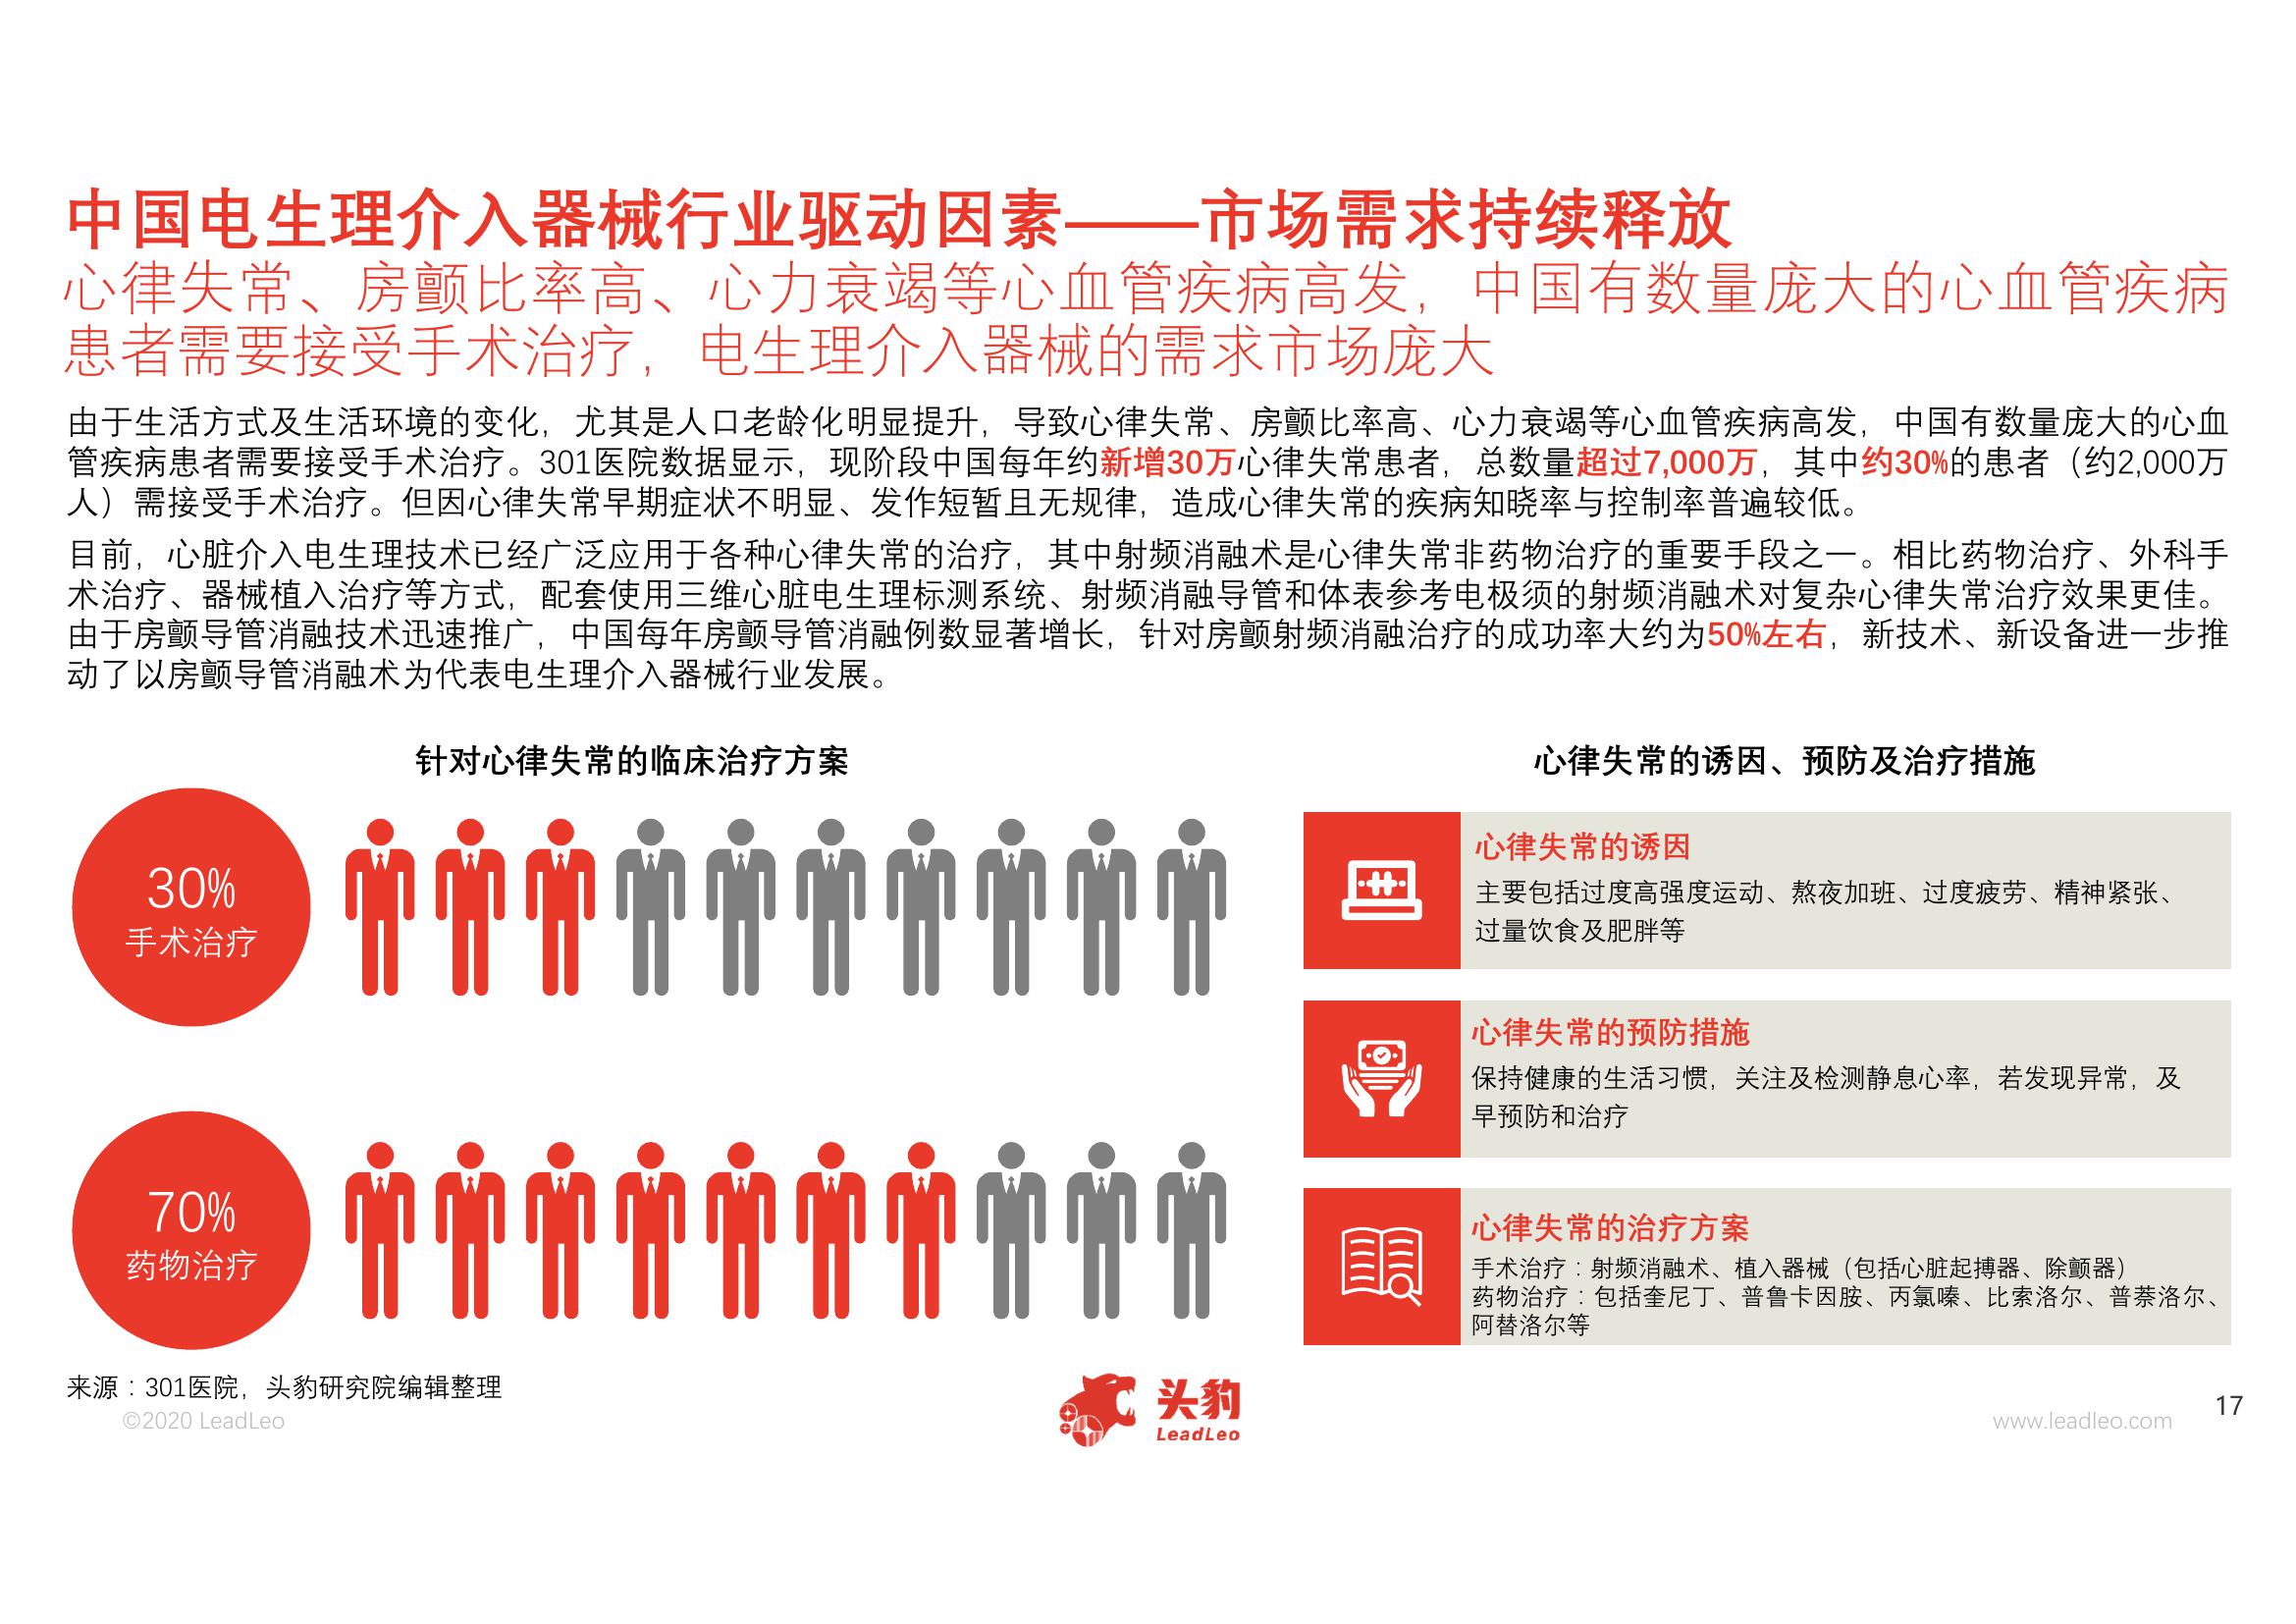 中国电生理介入器械行业驱动因素——市场需求持续释放
心律失常、房颤比率高、心力衰竭等心血管疾病高发，中国有数量庞大的心血管疾病
患者需要接受手术治疗，电生理介入器械的需求市场庞大
由于生活方式及生活环境的变化，尤其是人口老龄化明显提升，导致心律失常、房颤比率高、心力衰竭等心血管疾病高发，中国有数量庞大的心血
管疾病患者需要接受手术治疗。301医院数据显示，现阶段中国每年约新增30万心律失常患者，总数量超过7,000万，其中约30%的患者（约2,000万
人）需接受手术治疗。但因心律失常早期症状不明显、发作短暂且无规律，造成心律失常的疾病知晓率与控制率普遍较低。
目前，心脏介入电生理技术已经广泛应用于各种心律失常的治疗，其中射频消融术是心律失常非药物治疗的重要手段之一。相比药物治疗、外科手
术治疗、器械植入治疗等方式，配套使用三维心脏电生理标测系统、射频消融导管和体表参考电极须的射频消融术对复杂心律失常治疗效果更佳。
由于房颤导管消融技术迅速推广，中国每年房颤导管消融例数显著增长，针对房颤射频消融治疗的成功率大约为50%左右，新技术、新设备进一步推
动了以房颤导管消融术为代表电生理介入器械行业发展。
针对心律失常的临床治疗方案
30%
手术治疗
70%
药物治疗
心律失常的诱因、预防及治疗措施
心律失常的诱因
主要包括过度高强度运动、熬夜加班、过度疲劳、精神紧张、
过量饮食及肥胖等
心律失常的预防措施
保持健康的生活习惯，关注及检测静息心率，若发现异常，及
早预防和治疗
心律失常的治疗方案
手术治疗：射频消融术、植入器械（包括心脏起搏器、除颤器）
药物治疗：包括奎尼丁、普鲁卡因胺、丙氯嗪、比索洛尔、普萘洛尔、
阿替洛尔等
来源：301医院，头豹研究院编辑整理
©2020 LeadLeo
头豹
LeadLeo
www.leadleo.com
17